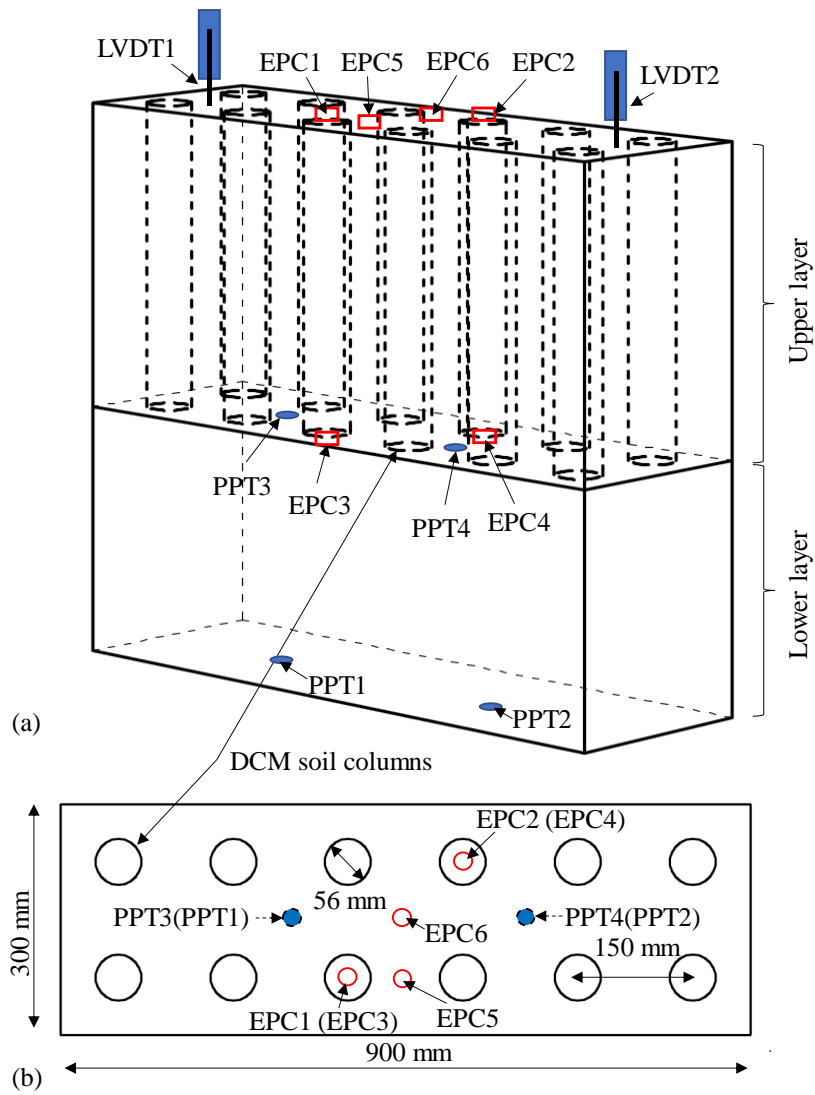 LVDT1
EPC1
EPC5
EPC6
EPC2
LVDT2
Upper layer
PPT3
EPC3
PPT4
EPC4
Lower layer
PPT1
PPT2
(a)
DCM soil columns
EPC2 (EPC4)
56 mm
PPT3(PPT1)
PPT4(PPT2)
EPC6
150 mm
300 mm
EPC1 (EPC3)
EPC5
900 mm
(b)